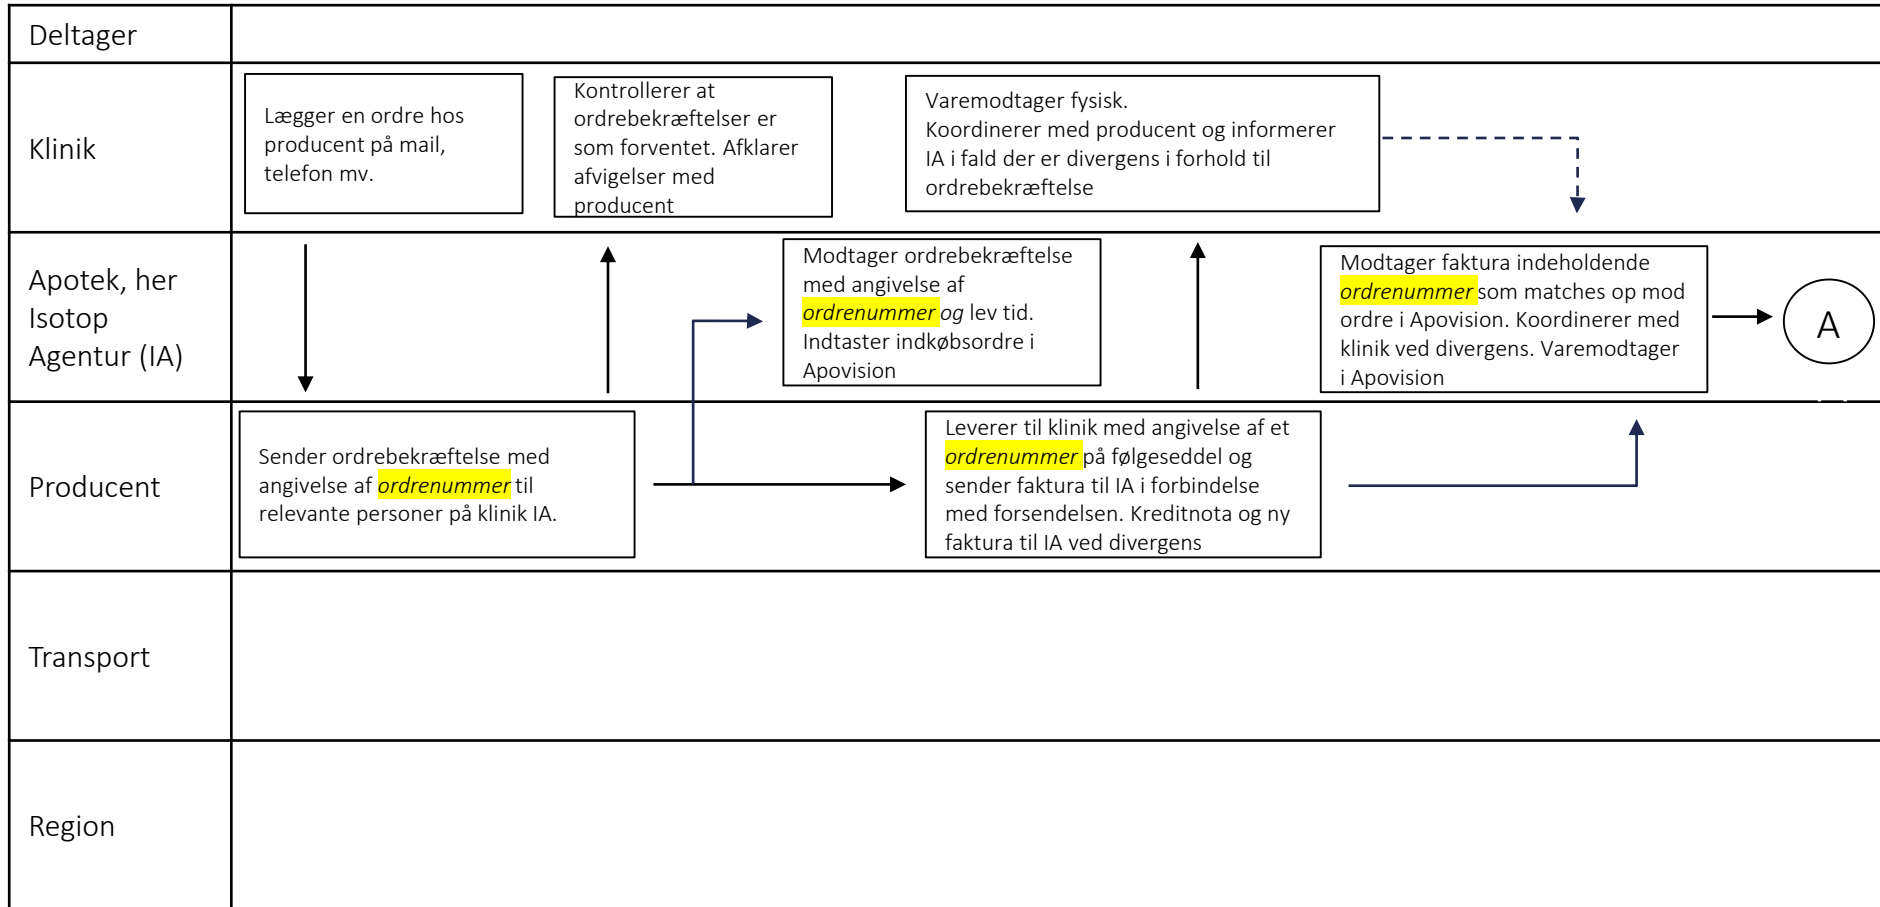 Deltager
Klinik
Lægger en ordre hos
producent på mail,
telefon mv.
Kontrollerer at
ordrebekræftelser er
som forventet. Afklarer
afvigelser med
producent
Varemodtager fysisk.
Koordinerer med producent og informerer
IA i fald der er divergens i forhold til
ordrebekræftelse
Apotek, her
Isotop
Agentur (IA)
Modtager ordrebekræftelse
med angivelse af
ordrenummer og lev tid.
Indtaster indkøbsordre i
Apovision
Modtager faktura indeholdende
ordrenummer som matches op mod
ordre i Apovision. Koordinerer med
klinik ved divergens. Varemodtager
i Apovision
A
Producent
Sender ordrebekræftelse med
angivelse af ordrenummer til
relevante personer på klinik IA.
Leverer til klinik med angivelse af et
ordrenummer på følgeseddel og
sender faktura til IA i forbindelse
med forsendelsen. Kreditnota og ny
faktura til IA ved divergens
Transport
Region